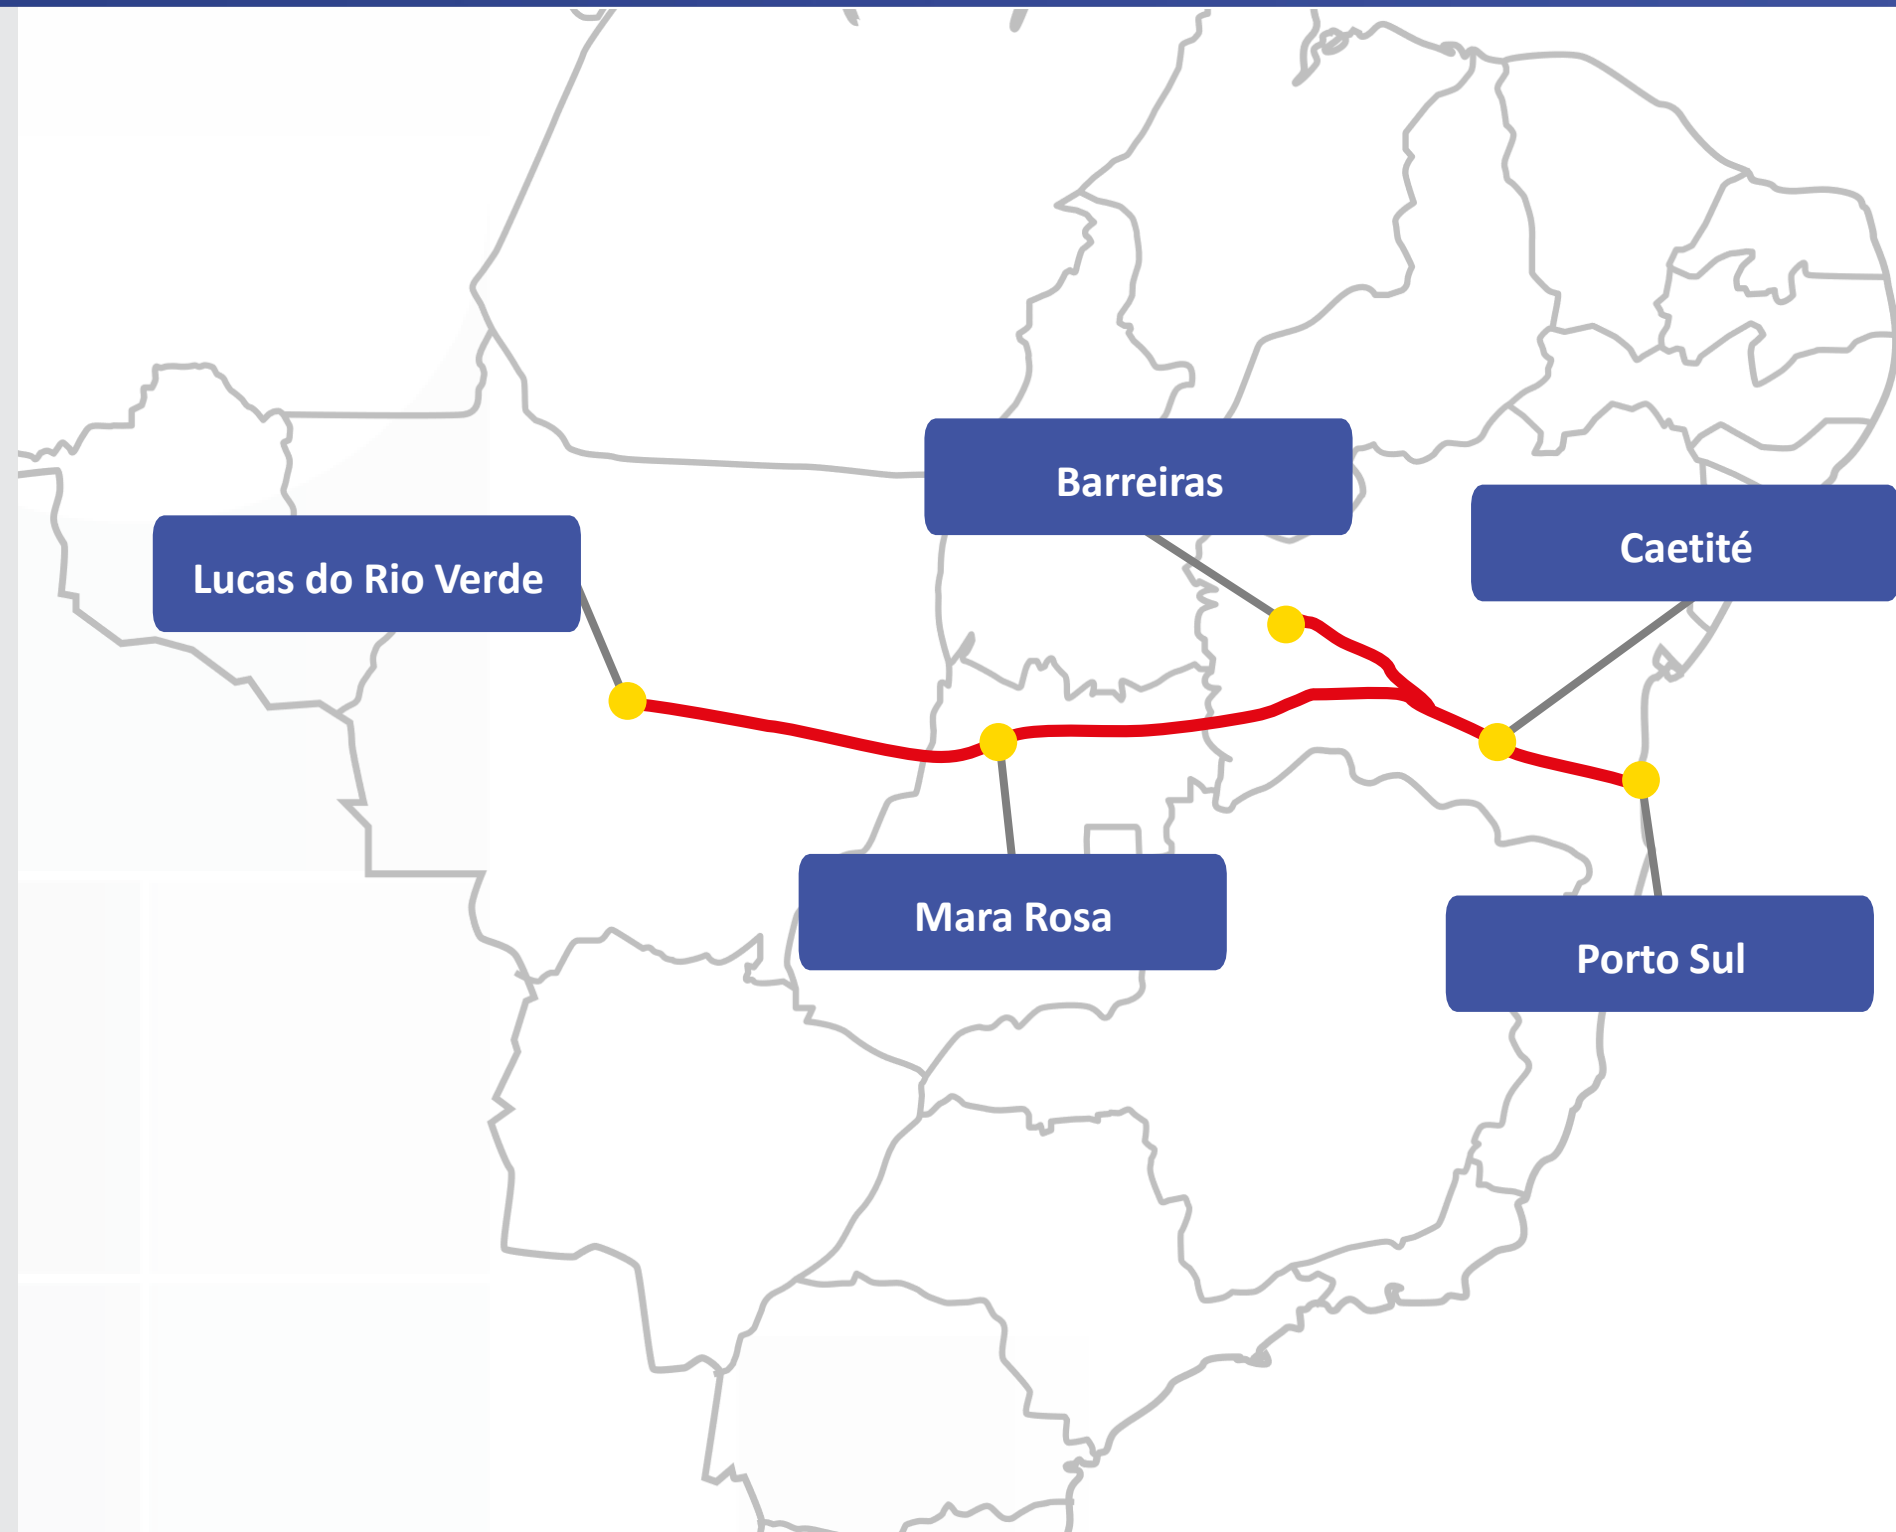 Barreiras
Caetité
Lucas do Rio Verde
Mara Rosa
Porto Sul